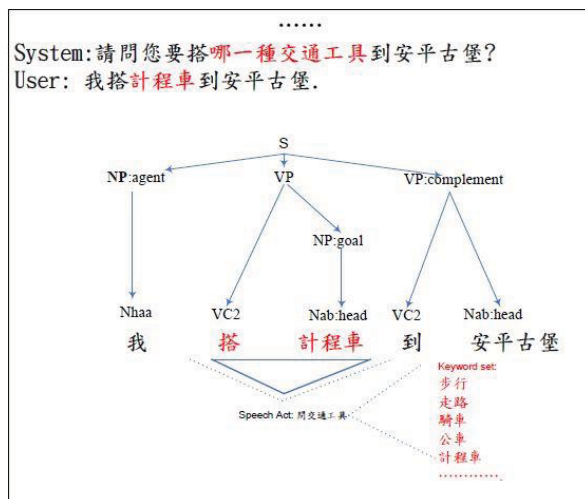 ......
System:請問您要搭哪一種交通工具到安平古堡?
User: 我搭計程車到安平古堡.
S
NP:agent VP VP:complement
NP:goal
Nhaa VC2 Nab:head VC2 Nab:head
我 搭 計程車 到 安平古堡
Keyword set:
步行
走路
騎車
公車
計程車
............
Speech Act: 問交通工具